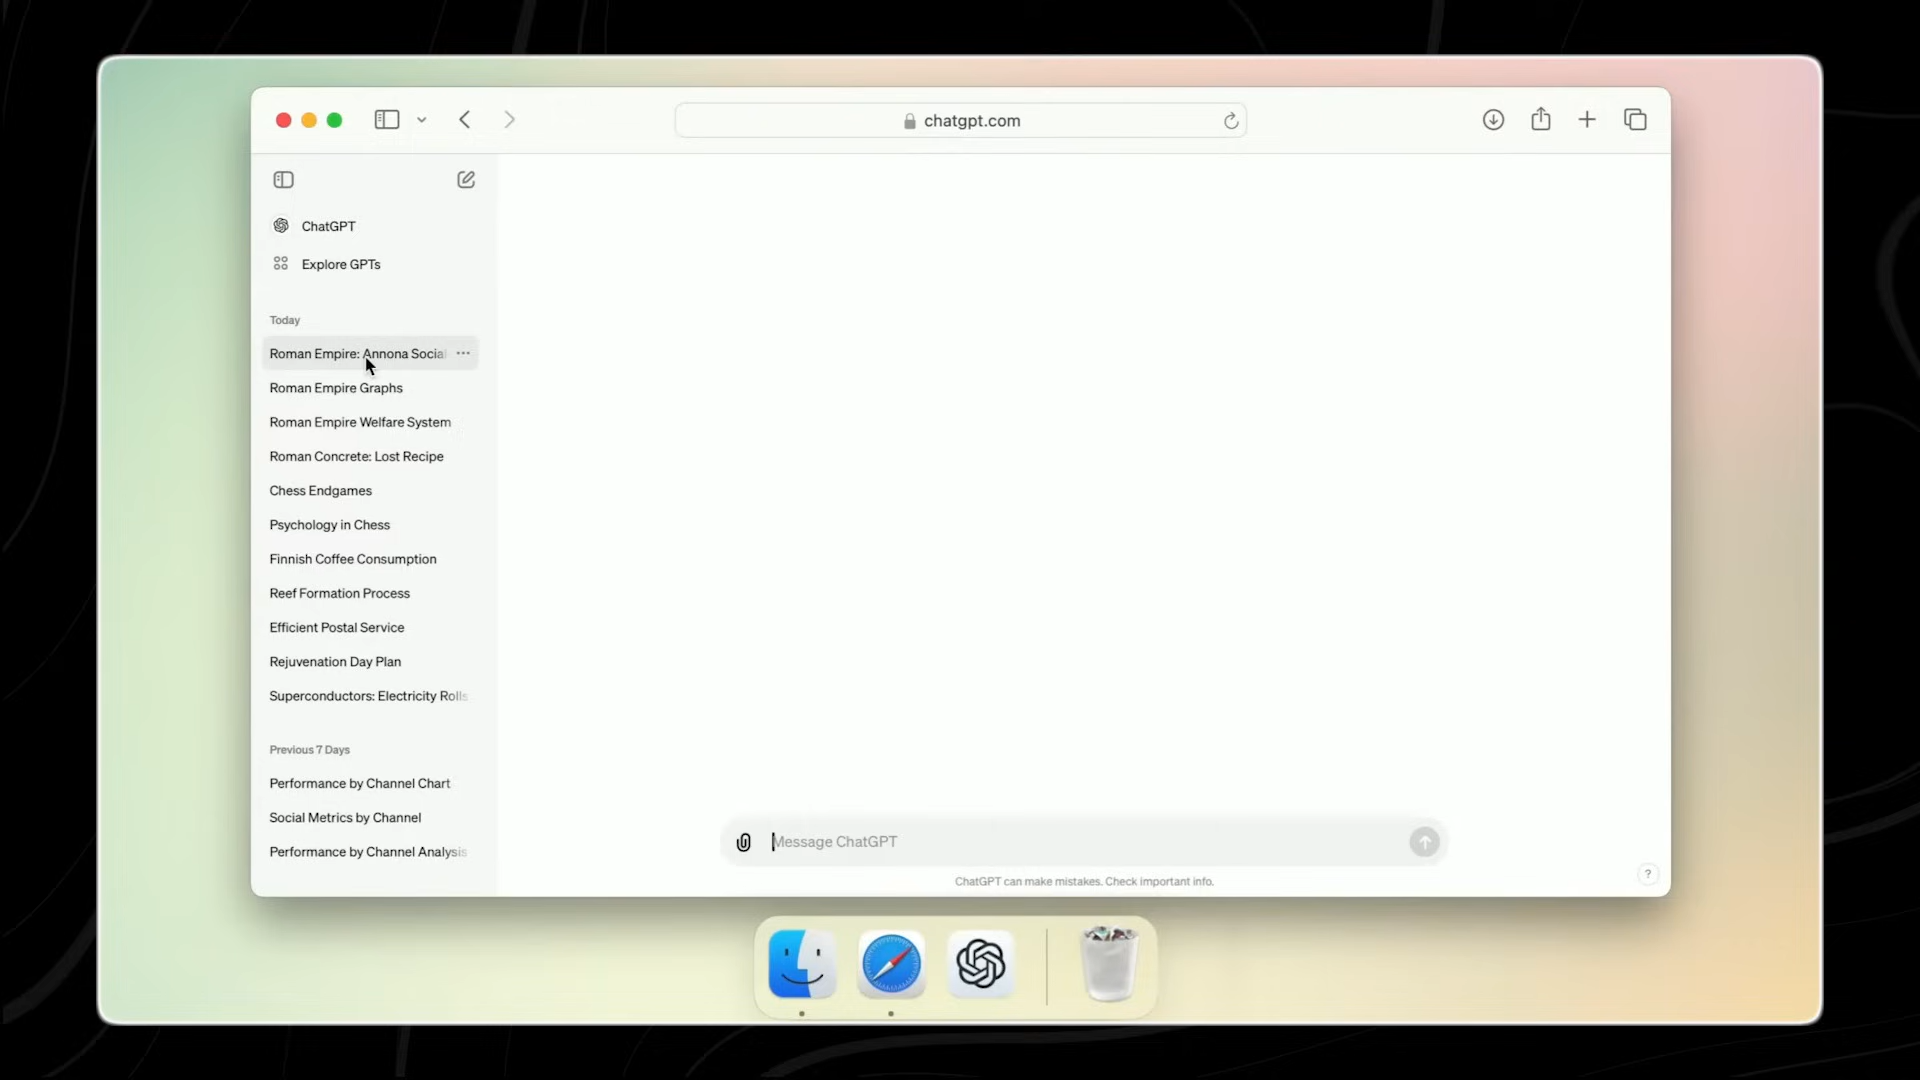 chatgpt.com
ChatGPT
Explore GPTs
Today
Roman Empire: Annona Social
Roman Empire Graphs
Roman Empire Welfare System
Roman Concrete: Lost Recipe
Chess Endgames
Psychology in Chess
Finnish Coffee Consumption
Reef Formation Process
Efficient Postal Service
Rejuvenation Day Plan
Superconductors: Electricity Rolls
Previous 7 Days
Performance by Channel Chart
Social Metrics by Channel
Performance by Channel Analysis
Message ChatGPT
ChatGPT can make mistakes. Check important info.
?